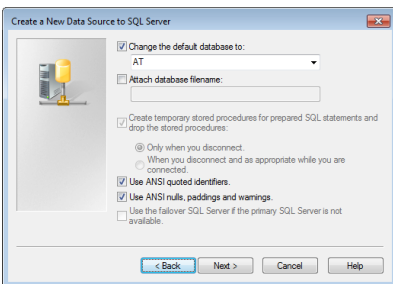 Create a New Data Source to SQL Server
Change the default database to:
AT
Attach database filename:
Create temporary stored procedures for prepared SQL statements and
drop the stored procedures:
Only when you disconnect.
When you disconnect and as appropriate while you are
connected.
Use ANSI quoted identifiers.
Use ANSI nulls, paddings and warnings.
Use the failover SQL Server if the primary SQL Server is not
available.
< Back Next > Cancel Help